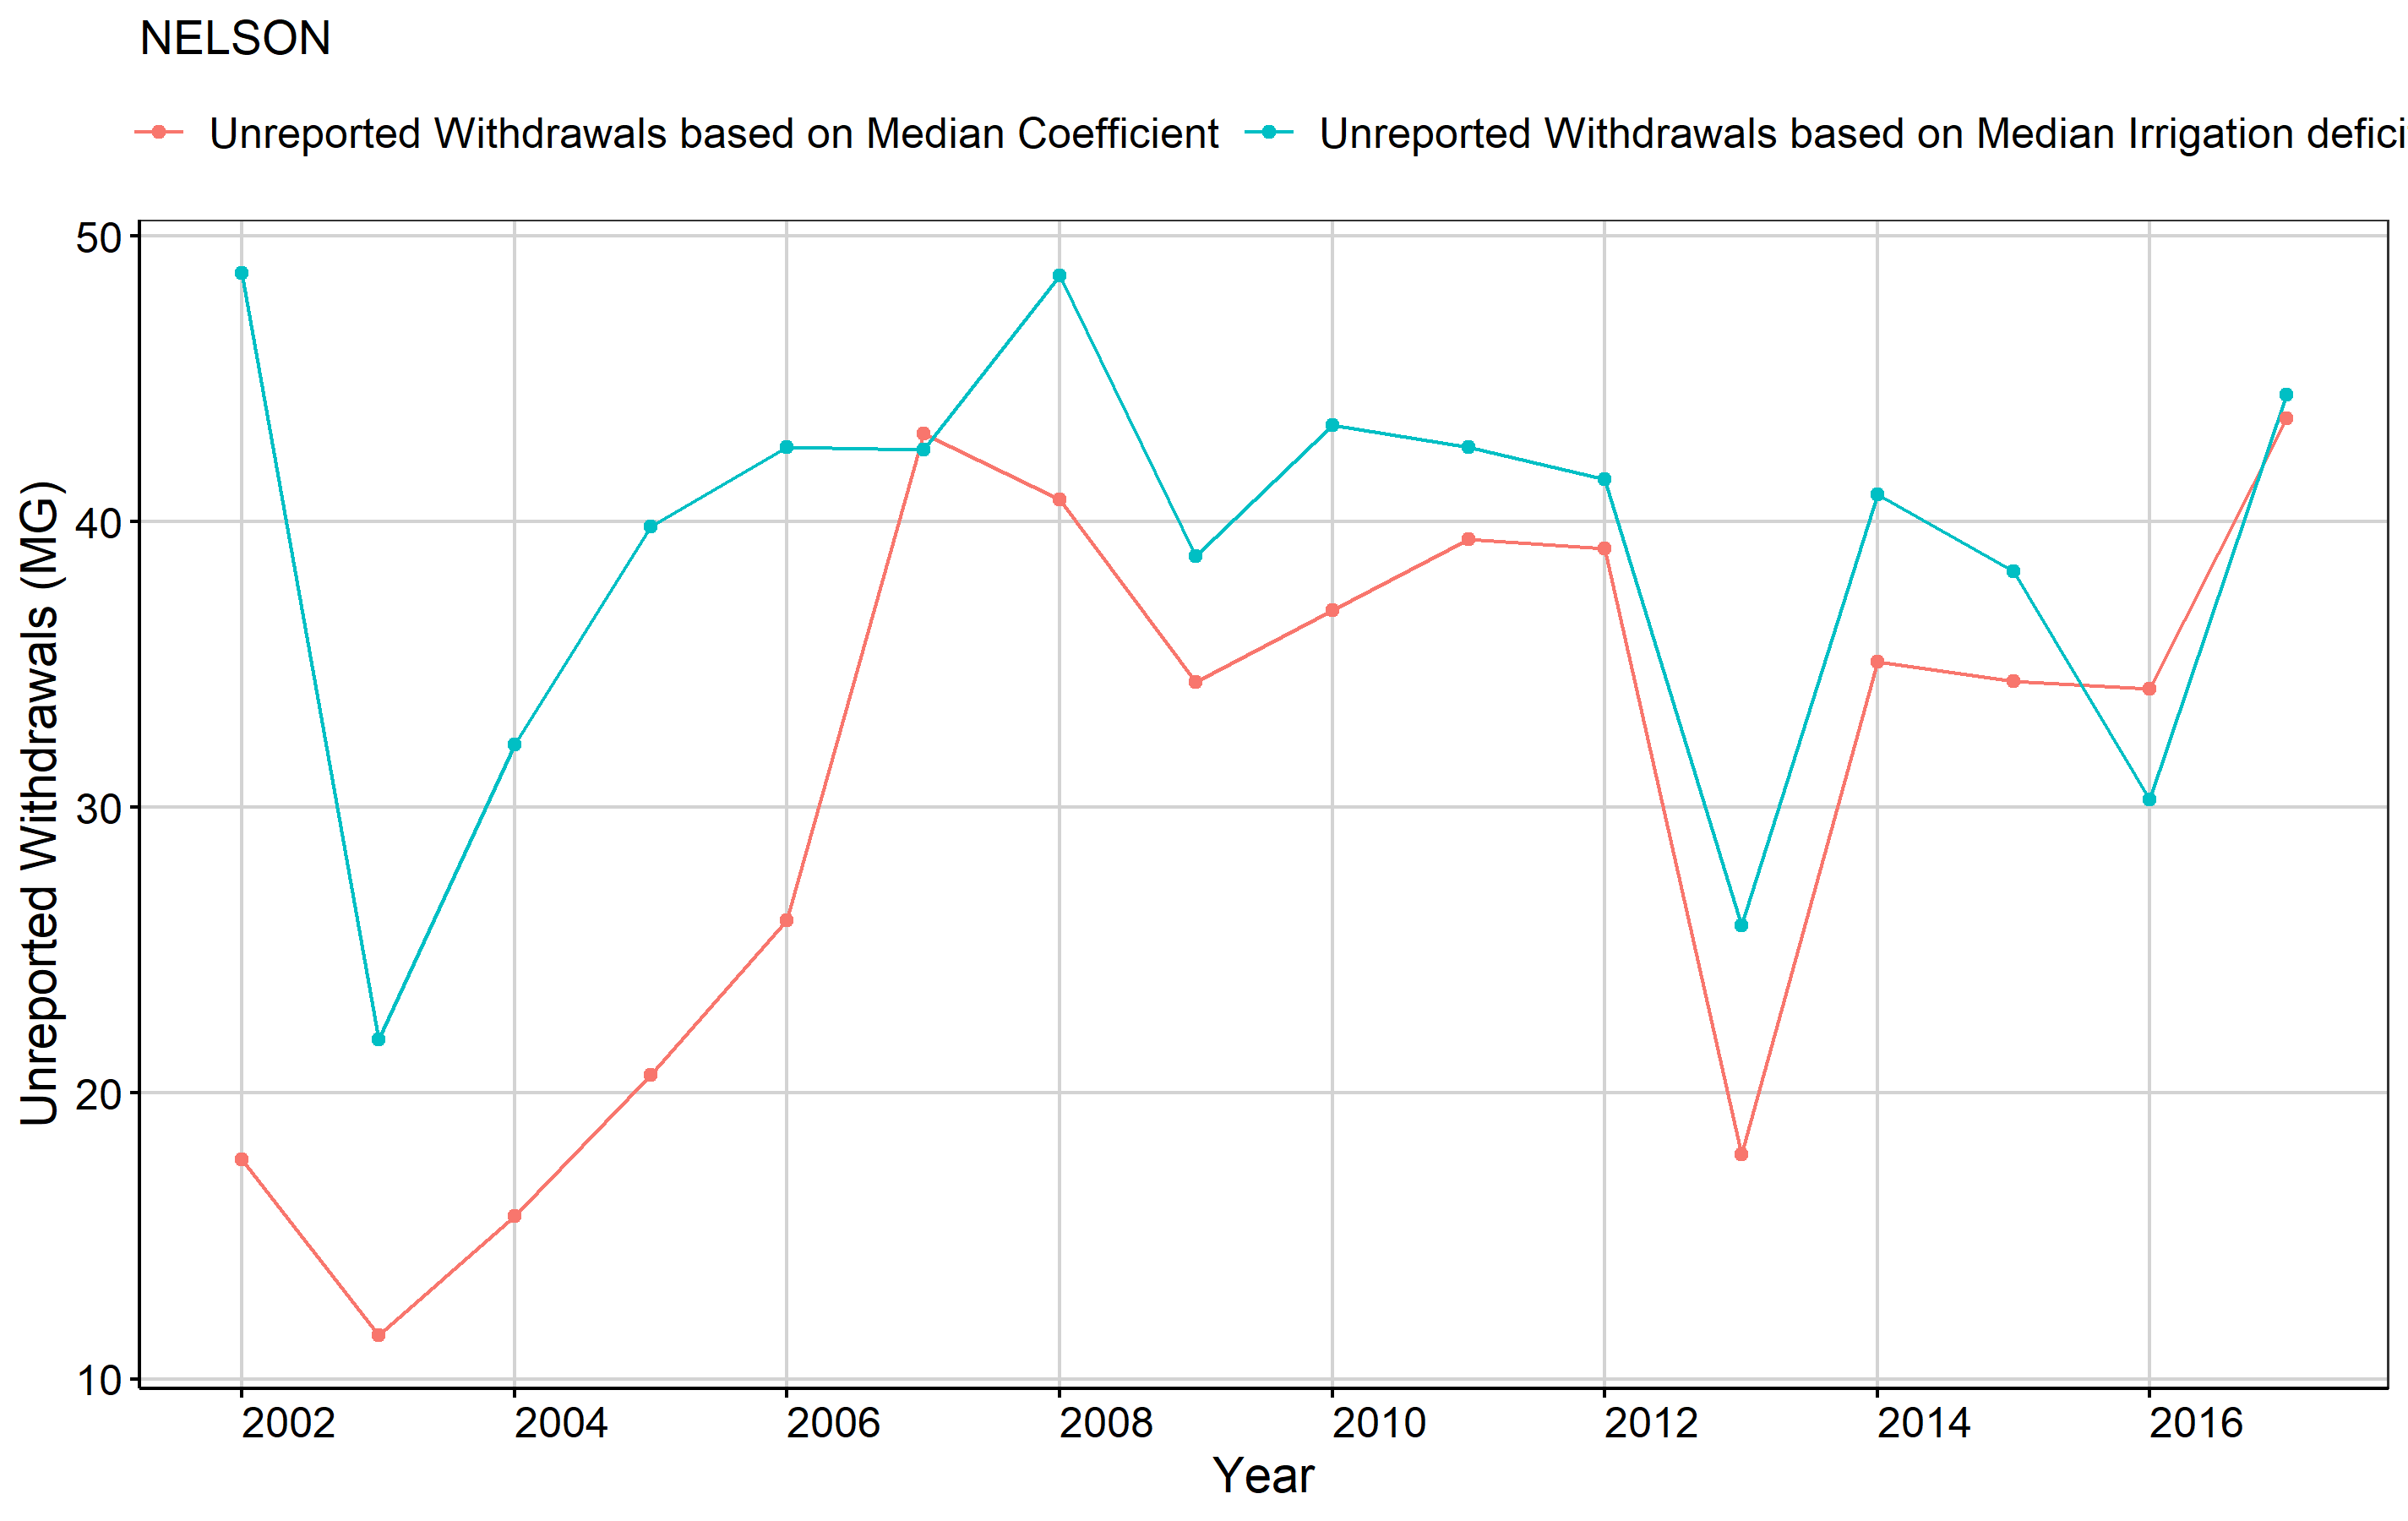 NELSON
Unreported Withdrawals based on Median Coefficient Unreported Withdrawals based on Median Irrigation defici
50
40
30
20
10
Unreported Withdrawals (MG)
2002 2004 2006 2008 2010 2012 2014 2016
Year